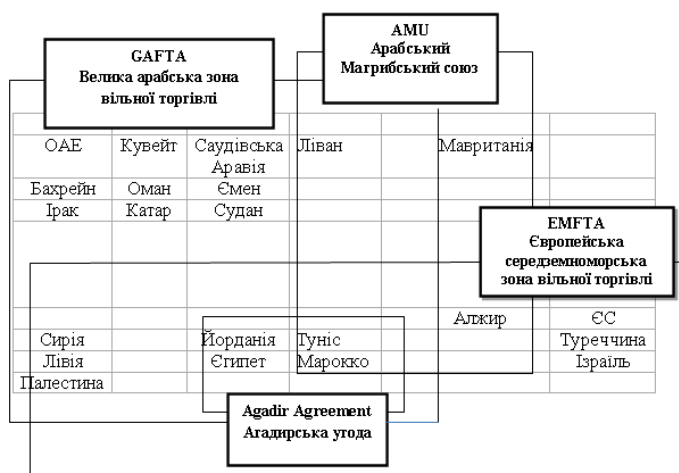 AMU
Арабський
Магрибський союз
GAFTA
Велика арабська зона
вільної торгівлі
ОАЕ Кувейт Саудівська Ліван Мавританія
Аравія
Бахрейн Оман Ємен
Ірак Катар Судан
EMFTA
Європейська
середземноморська
зона вільної торгівлі
Алжир ЄС
Сирія Йорданія Туніс Туреччина
Лівія Єгипет Марокко Ізраїль
Палестина
Agadir Agreement
Агадирська угода